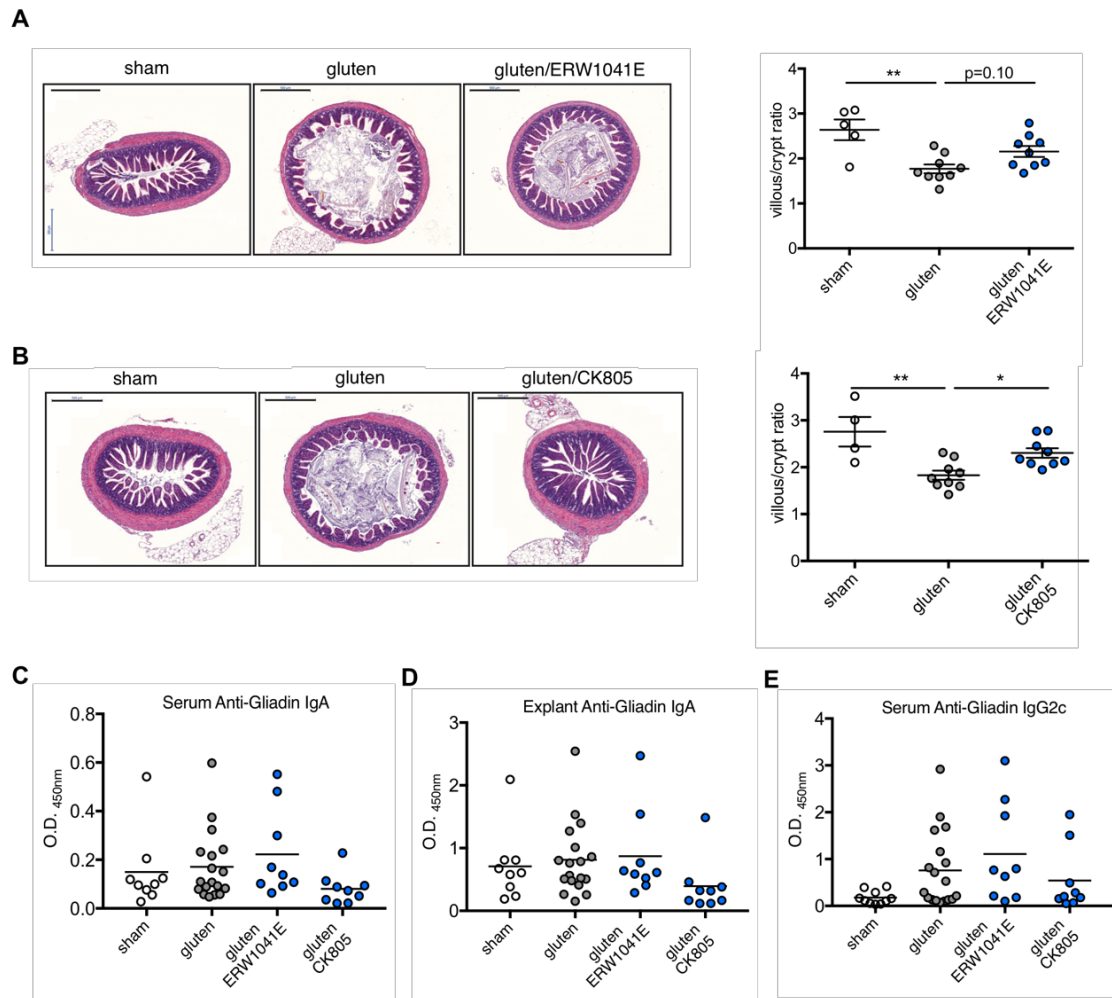 A
sham
gluten
gluten/ERW1041E
villous/crypt ratio
4
3
2
1
0
**
p=0.10
sham
gluten
gluten
ERW1041E
B
sham
gluten
gluten/CK805
villous/crypt ratio
4
3
2
1
0
**
*
sham
gluten
gluten
CK805
C
Serum Anti-Gliadin IgA
O.D. 450nm
0.8
0.6
0.4
0.2
0.0
sham
gluten
gluten
ERW1041E
gluten
CK805
D
Explant Anti-Gliadin IgA
O.D. 450nm
3
2
1
0
sham
gluten
gluten
ERW1041E
gluten
CK805
E
Serum Anti-Gliadin IgG2c
O.D. 450nm
4
3
2
1
0
sham
gluten
gluten
ERW1041E
gluten
CK805